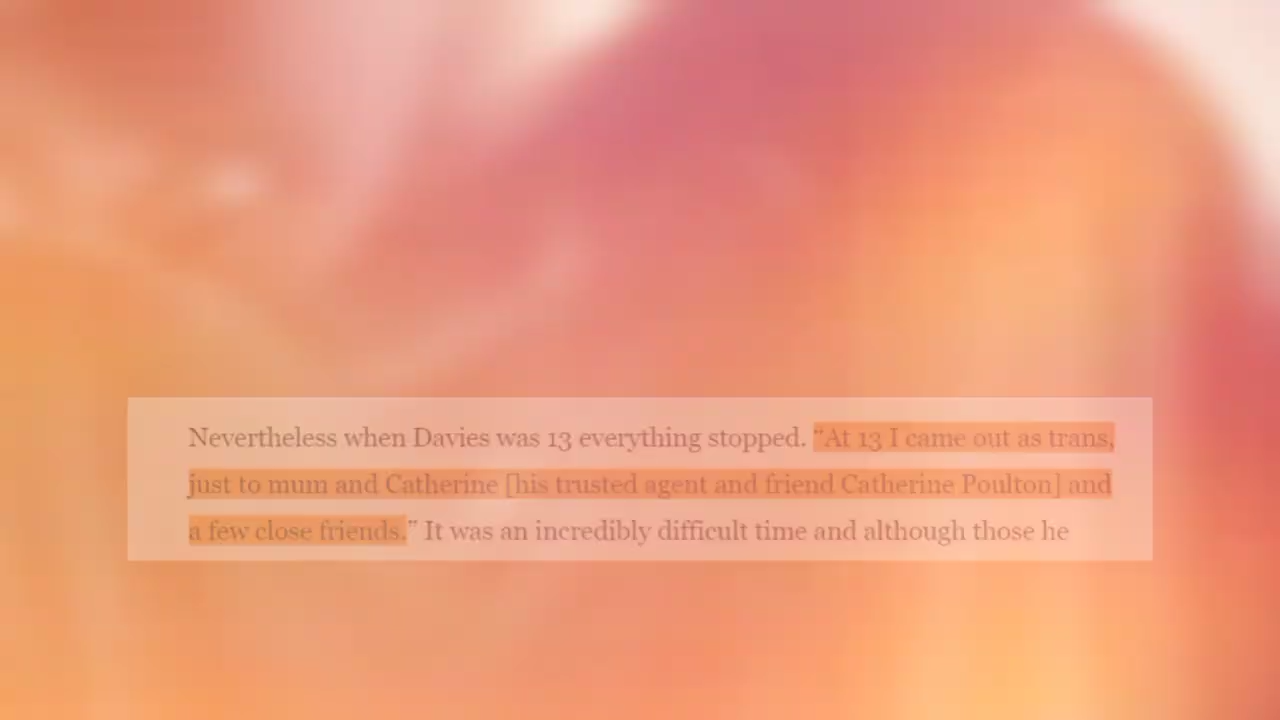 Nevertheless when Davies was 13 everything stopped. “At 13 I came out as trans,
just to mum and Catherine [his trusted agent and friend Catherine Poulton] and
a few close friends.” It was an incredibly difficult time and although those he